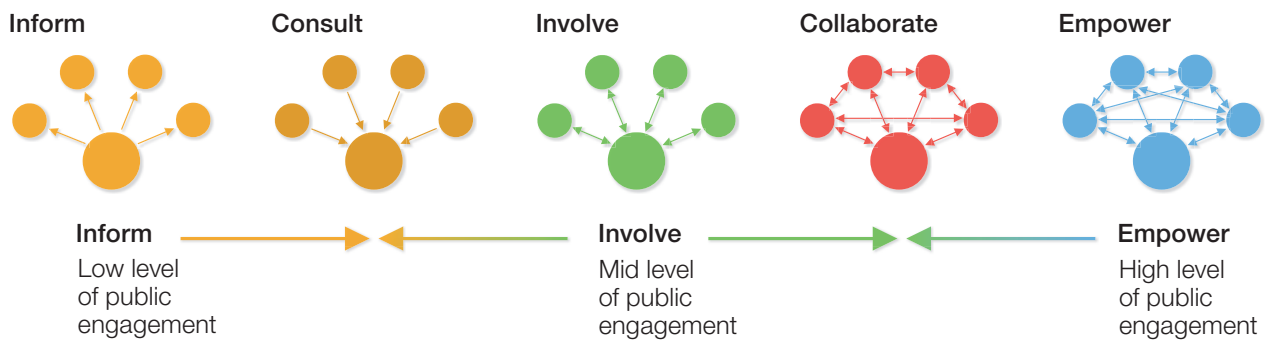 Inform
Consult
Involve
Collaborate
Empower
Inform
Low level
of public
engagement
Involve
Mid level
of public
engagement
Empower
High level
of public
engagement